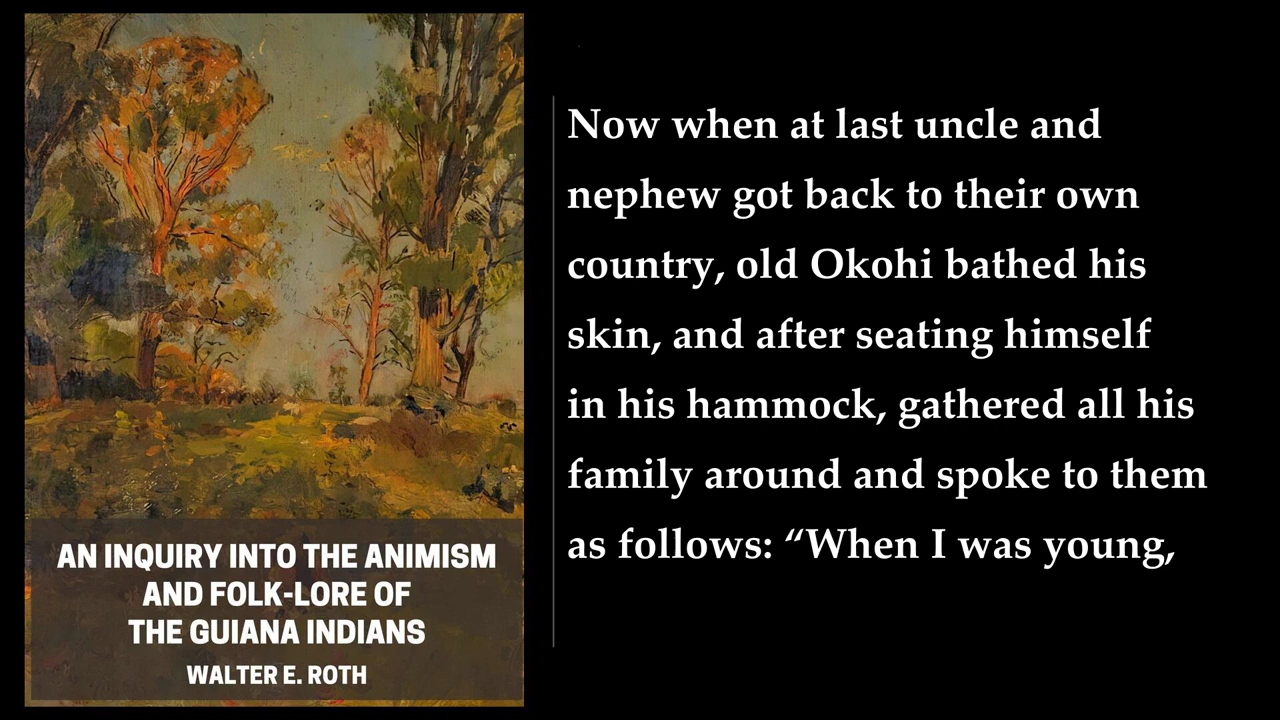 AN INQUIRY INTO THE ANIMISM
AND FOLK-LORE OF
THE GUIANA INDIANS
WALTER E. ROTH
Now when at last uncle and
nephew got back to their own
country, old Okohi bathed his
skin, and after seating himself
in his hammock, gathered all his
family around and spoke to them
as follows: “When I was young,